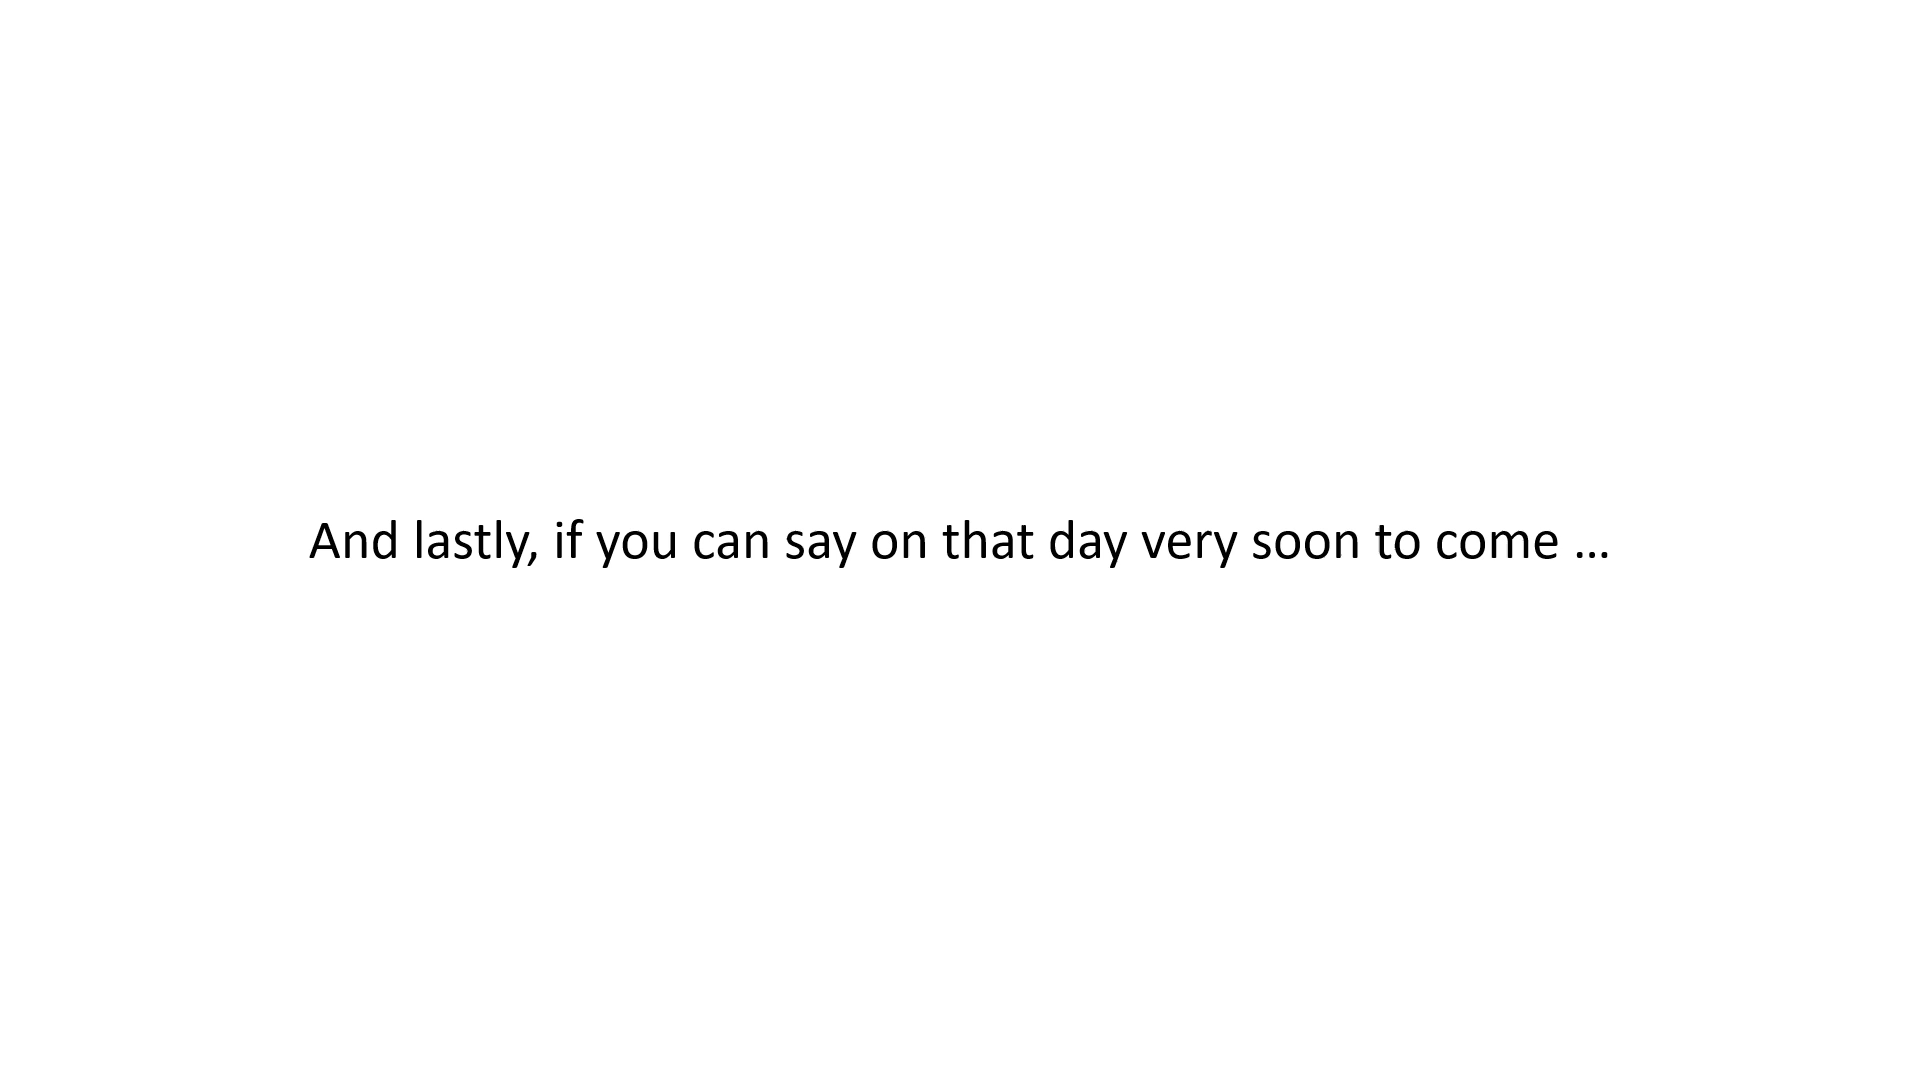 And lastly, if you can say on that day very soon to come …